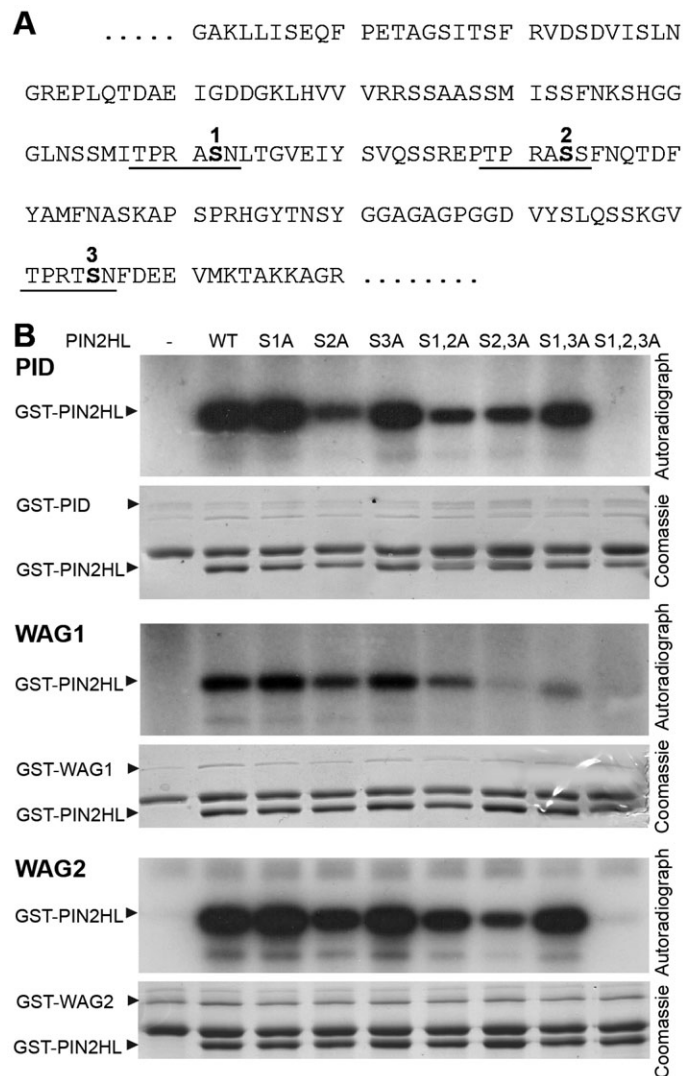 A
..... GAKLLISEQF PETAGSITSF RVDSDVISLN
GREPLQTDAE IGDDGKLHVV VRRSSAASSM ISSFNKSHGG
1 2
GLNSSMITPR ASNLTGVEIY SVQSSREPTP RASSFNQTDF
YAMFNASKAP SPRHGYTNSY GGAGAGPGGD VYSLQSSKGV
3
TPRTSNFDEE VMKTAKKAGR ........
B PIN2HL - WT S1A S2A S3A S1,2A S2,3A S1,3A S1,2,3A
PID
GST-PIN2HL
Autoradiograph
GST-PID
GST-PIN2HL
Coomassie
WAG1
GST-PIN2HL
Autoradiograph
GST-WAG1
GST-PIN2HL
Coomassie
WAG2
GST-PIN2HL
Autoradiograph
GST-WAG2
GST-PIN2HL
Coomassie